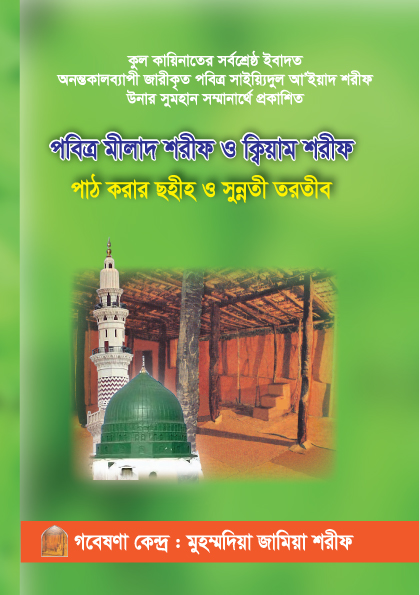 কুল কায়িনাতের সর্বশ্রেষ্ঠ ইবাদত
অনন্তকালব্যাপী জারীকৃত পবিত্র সাইয়্যিদুল আ'ইয়াদ শরীফ
উনার সুমহান সম্মানার্থে প্রকাশিত
পবিত্র মীলাদ শরীফ ও ক্বিয়াম শরীফ
পাঠ করার ছহীহ ও সুন্নতী তরতীব
গবেষণা কেন্দ্র : মুহম্মদিয়া জামিয়া শরীফ